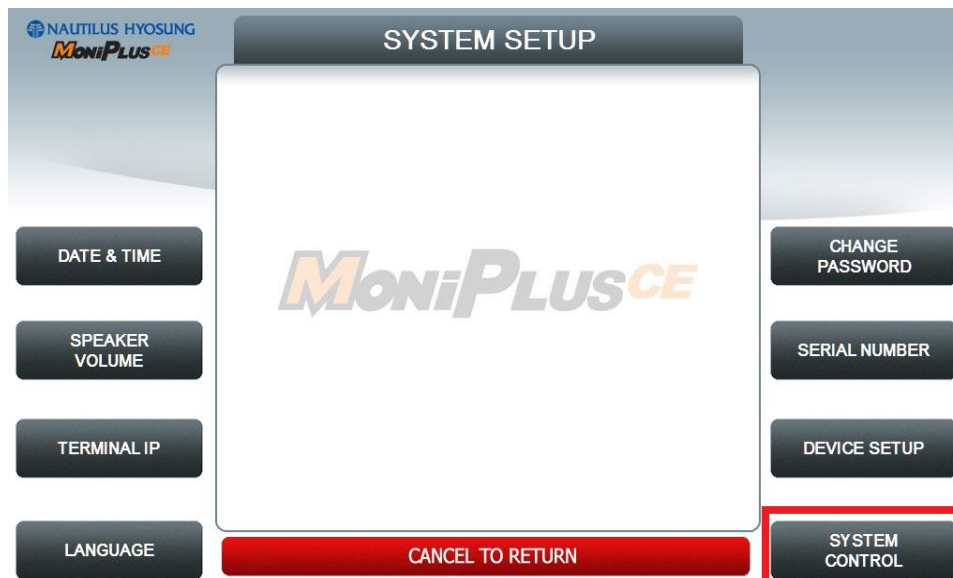 NAUTILUS HYOSUNG
MoniPlusCE
SYSTEM SETUP
MoniPlusCE
DATE & TIME
CHANGE
PASSWORD
SPEAKER
VOLUME
SERIAL NUMBER
TERMINAL IP
DEVICE SETUP
LANGUAGE
CANCEL TO RETURN
SYSTEM
CONTROL